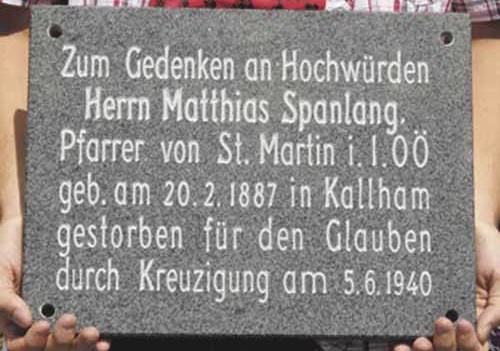 Zum Gedenken an Hochwürden
Herrn Matthias Spanlang,
Pfarrer von St. Martin i. I. OÖ
geb. am 20. 2. 1887 in Kallham
gestorben für den Glauben
durch Kreuzigung am 5.6.1940